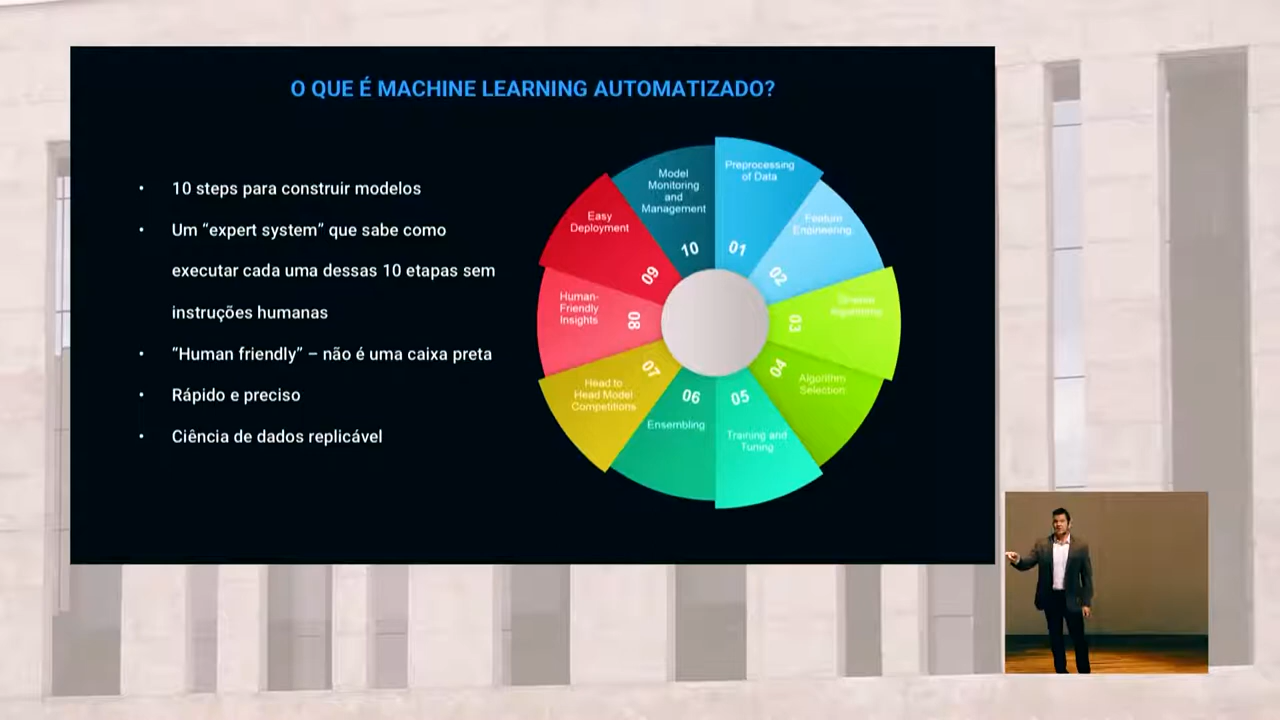 O QUE É MACHINE LEARNING AUTOMATIZADO?
• 10 steps para construir modelos
• Um “expert system” que sabe como
executar cada uma dessas 10 etapas sem
instruções humanas
• “Human friendly” – não é uma caixa preta
• Rápido e preciso
• Ciência de dados replicável
Preprocessing
of Data
01
Feature
Engineering
02
Diverse
Algorithms
03
Algorithm
Selection
04
Training and
Tuning
05
Ensembling
06
Head to
Head Model
Competitions
07
Human-
Friendly
Insights
08
Easy
Deployment
09
Model
Monitoring
and
Management
10